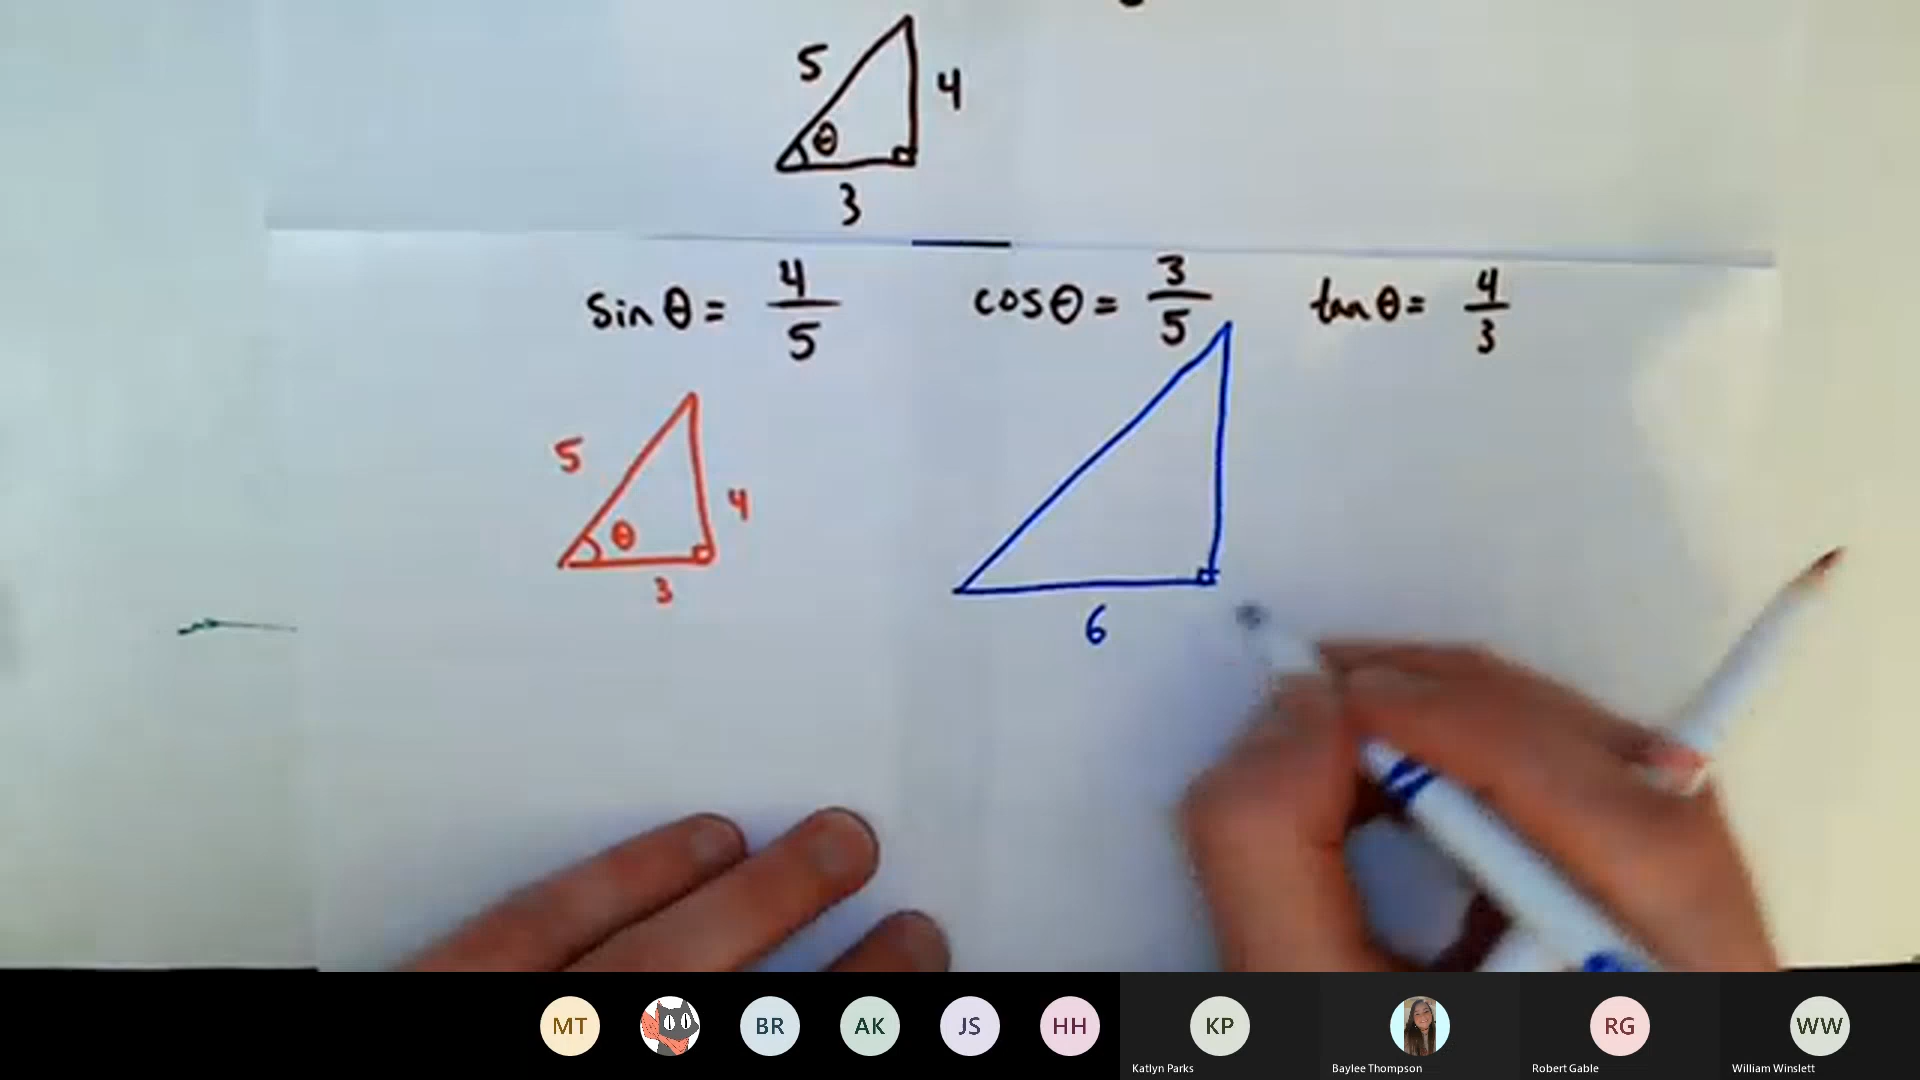 5
4
θ
3
sin θ = 4/5 cos θ = 3/5 tan θ = 4/3
5
4
θ
3
6
MT BR AK JS HH KP RG WW
Katlyn Parks Baylee Thompson Robert Gable William Winslett